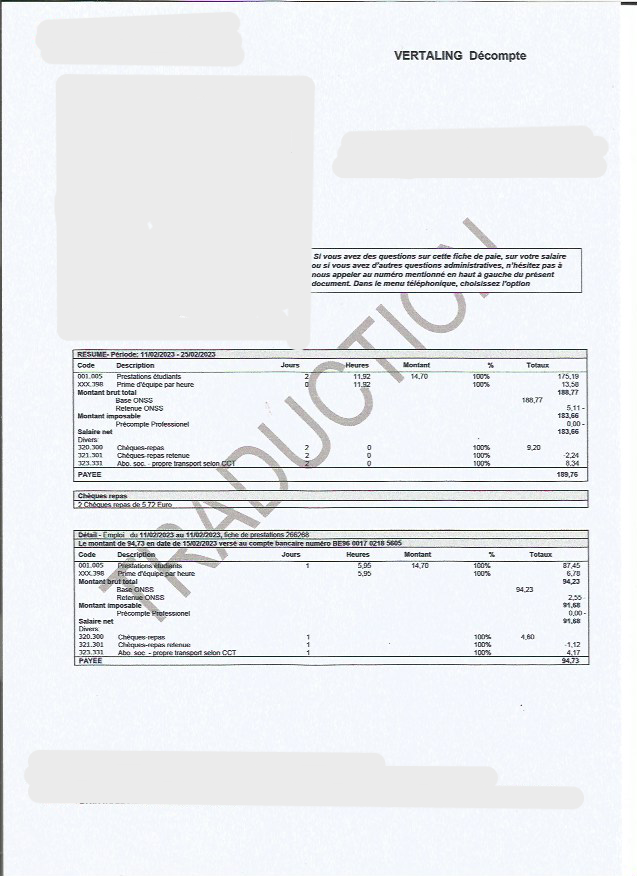 VERTALING Décompte
Si vous avez des questions sur cette fiche de paie, sur votre salaire
ou si vous avez d'autres questions administratives, n'hésitez pas à
nous appeler au numéro mentionné en haut à gauche du présent
document. Dans le menu téléphonique, choisissez l'option
TRADUCTION
RESUME- Période: 11/02/2023 - 25/02/2023
Code Description Jours Heures Montant % Totaux
001.005 Prestations étudiants 2 11,92 14,70 100% 175,19
XXX.398 Prime d'équipe par heure 0 11,92 100% 13,58
Montant brut total 188,77
Base ONSS 188,77
Retenue ONSS 5,11 -
Montant imposable 183,66
Précompte Professionel 0,00 -
Salaire net 183,66
Divers:
320.300 Chèques-repas 2 0 100% 9,20
321.301 Chèques-repas retenue 2 0 100% -2,24
323.331 Abo. soc. - propre transport selon CCT 2 0 100% 8,34
PAYEE 189,76
Chèques repas
2 Chèques repas de 5.72 Euro
Détail - Emploi du 11/02/2023 au 11/02/2023, fiche de prestations 266268
Le montant de 94,73 en date de 15/02/2023 versé au compte bancaire numéro BE96 0017 0218 5605
Code Description Jours Heures Montant % Totaux
001.005 Prestations étudiants 1 5,95 14,70 100% 87,45
XXX.398 Prime d'équipe par heure 5,95 100% 6,78
Montant brut total 94,23
Base ONSS 94,23
Retenue ONSS 2,55 -
Montant imposable 91,68
Précompte Professionel 0,00 -
Salaire net 91,68
Divers:
320.300 Chèques-repas 1 100% 4,60
321.301 Chèques-repas retenue 1 100% -1,12
323.331 Abo. soc. - propre transport selon CCT 1 100% 4,17
PAYEE 94,73